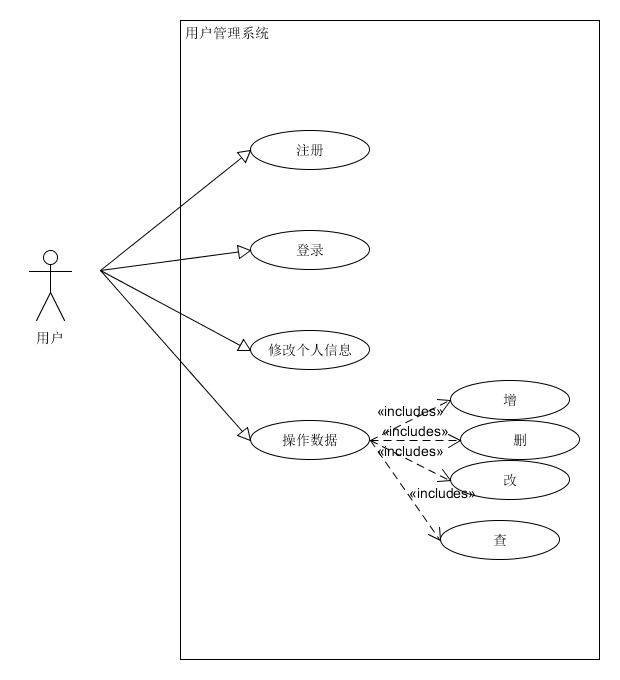 用户管理系统
注册
登录
用户
修改个人信息
操作数据
«includes»
增
«includes»
删
«includes»
改
«includes»
查